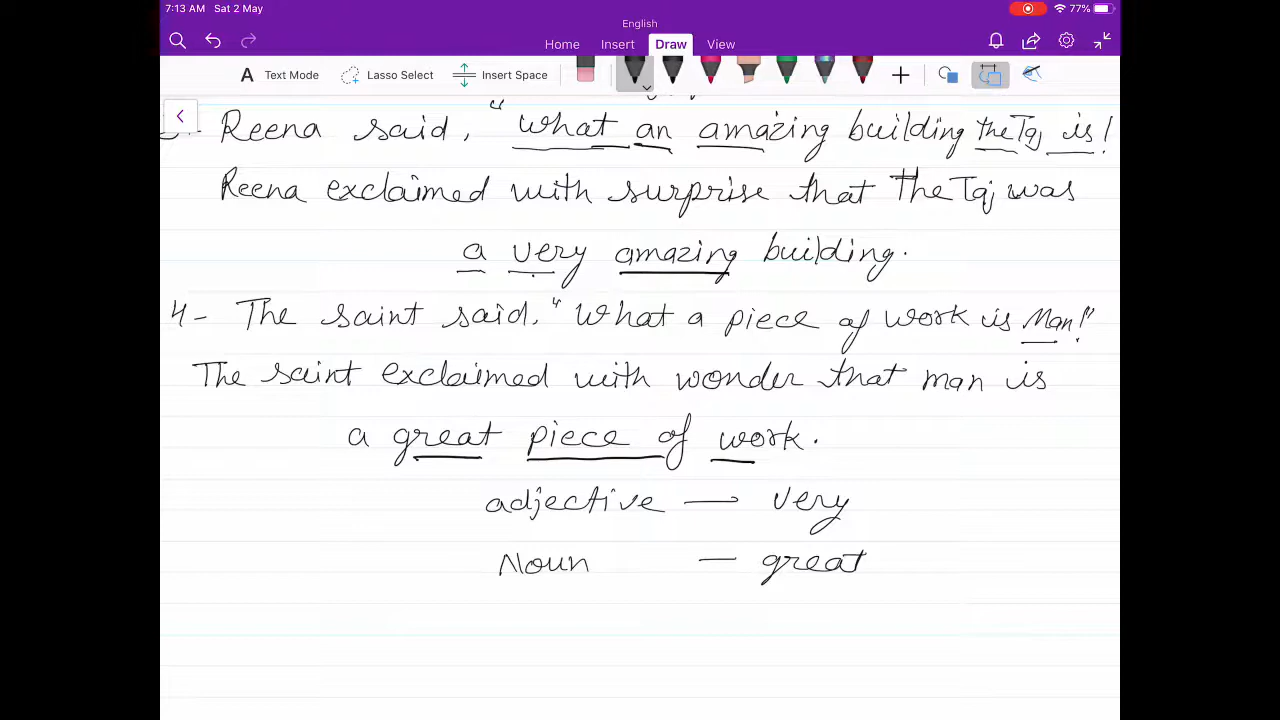 7:13 AM Sat 2 May 77%
English
Home Insert Draw View
A Text Mode Lasso Select Insert Space
Reena said, "What an amazing building the Taj is!
Reena exclaimed with surprise that the Taj was
a very amazing building.
4- The saint said, "What a piece of work is Man!"
The saint exclaimed with wonder that man is
a great piece of work.
adjective — very
Noun — great